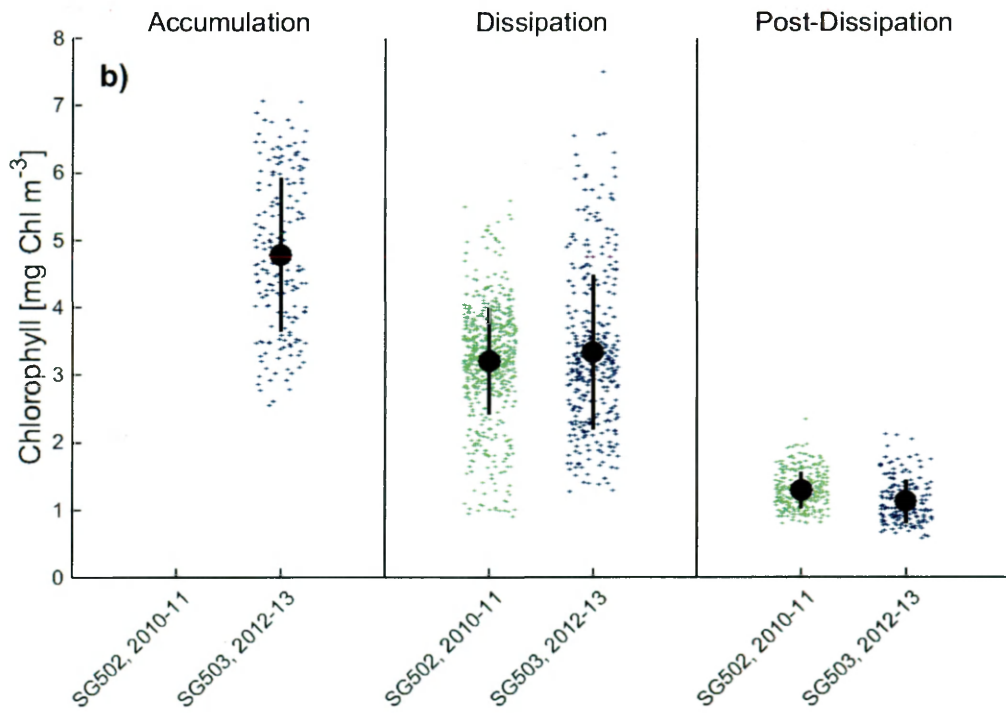 Accumulation Dissipation Post-Dissipation
b)
8
7
6
5
4
3
2
1
0
Chlorophyll [mg Chl m-3]
SG502, 2010-11
SG503, 2012-13
SG502, 2010-11
SG503, 2012-13
SG502, 2010-11
SG503, 2012-13